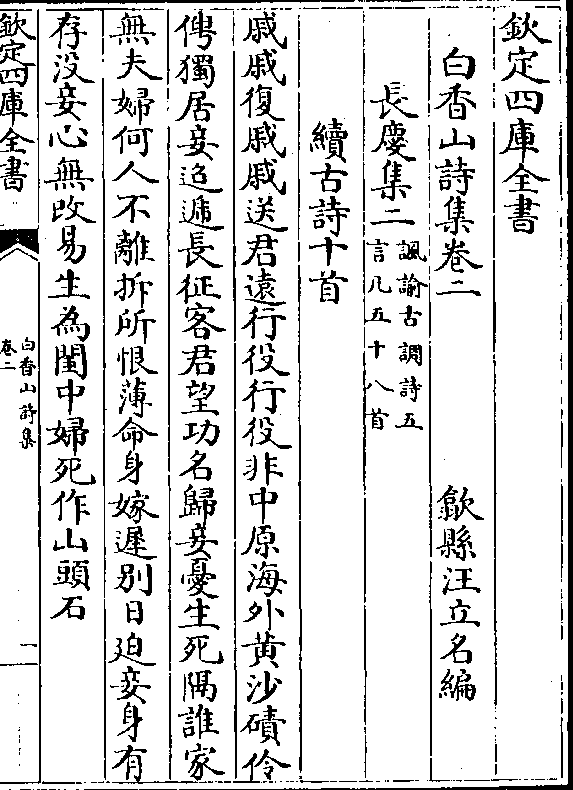 欽定四庫全書
白香山詩集卷二
歙縣汪立名編
長慶集二
諷諭古調詩五
言凡五十八首
續古詩十首
戚戚復戚戚送君遠行役行役非中原海外黄沙磧伶
俜獨居妾迢遞長征客君望功名歸妾憂生死隔誰家
無夫婦何人不離拆所恨薄命身嫁遲别日迫妾身有
存没妾心無改易生為閨中婦死作山頭石
欽定四庫全書
白香山詩集
卷二
一